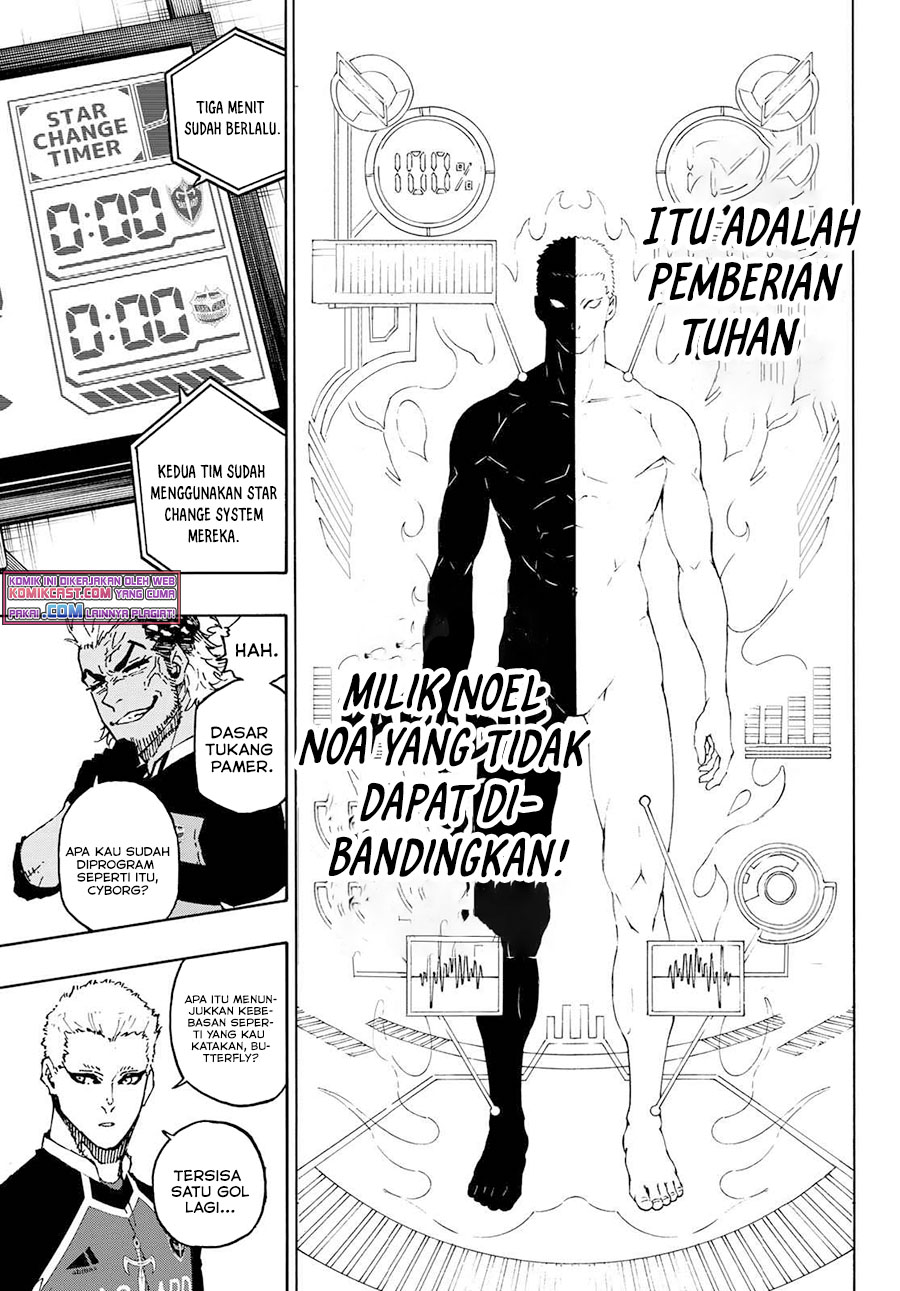 ITU ADALAH
PEMBERIAN
TUHAN
100%
MILIK NOEL
NOA YANG TIDAK
DAPAT DI-
BANDINGKAN!
TIGA MENIT
SUDAH BERLALU.
STAR
CHANGE
TIMER
0:00
0:00
KEDUA TIM SUDAH
MENGGUNAKAN STAR
CHANGE SYSTEM
MEREKA.
KOMIK INI DIKERJAKAN OLEH WEB
KOMIKCAST.COM YANG CUMA
PAKAI .COM LAINNYA PLAGIAT!
HAH.
DASAR
TUKANG
PAMER.
APA KAU SUDAH
DIPROGRAM
SEPERTI ITU,
CYBORG?
APA ITU MENUN-
JUKKAN KEBE-
BASAN SEPER-
TI YANG KAU
KATAKAN, BU-
TTERFLY?
TERSISA
SATU GOL
LAGI...